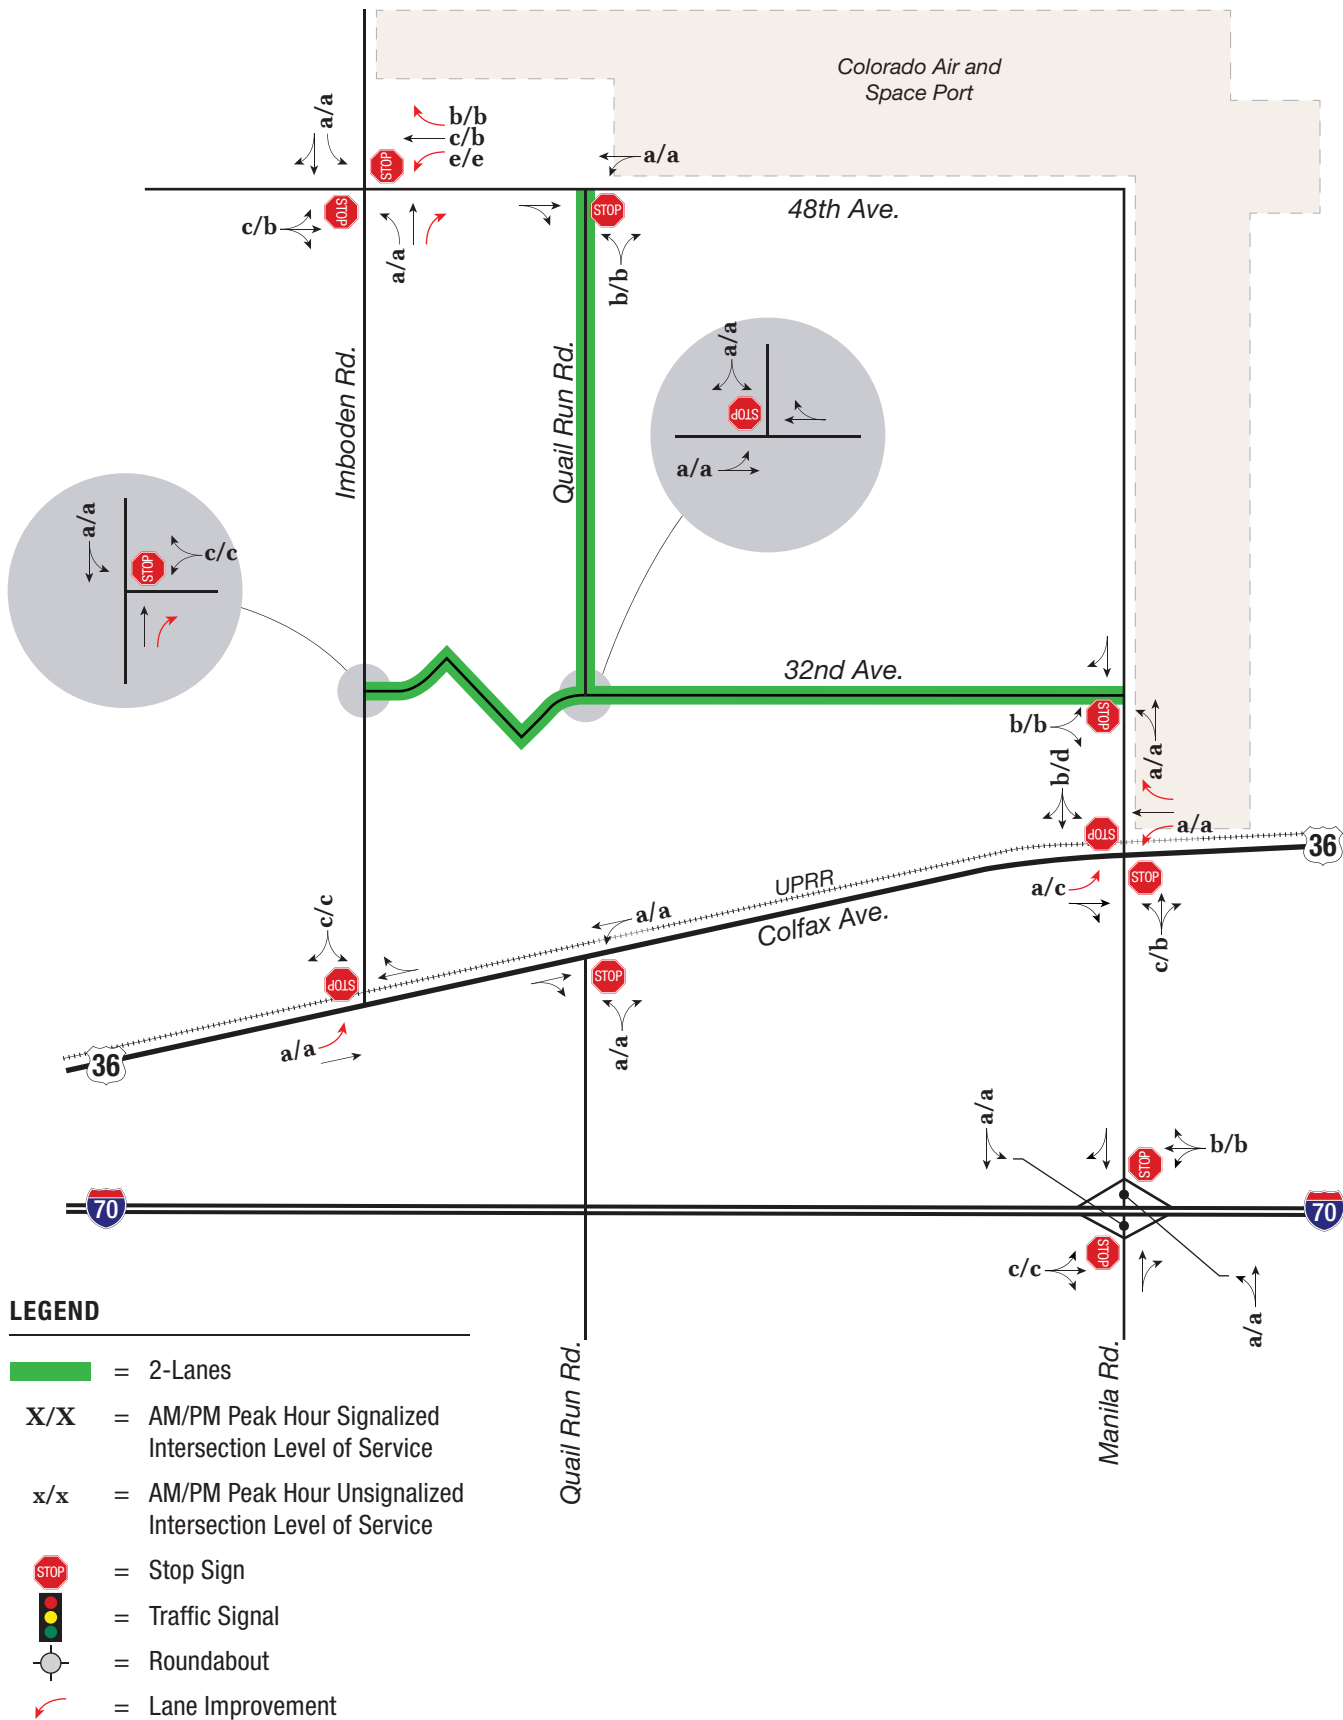 Colorado Air and
Space Port
a/a
b/b
c/b
e/e
STOP
a/a
STOP
STOP
48th Ave.
c/b
a/a
b/b
Imboden Rd.
Quail Run Rd.
a/a
STOP
a/a
a/a
STOP
c/c
32nd Ave.
STOP
b/b
a/a
b/d
STOP
a/a
36
UPRR
Colfax Ave.
a/c
STOP
c/b
c/c
a/a
STOP
STOP
a/a
a/a
36
a/a
STOP
b/b
70
70
STOP
c/c
a/a
Quail Run Rd.
Manila Rd.
LEGEND
= 2-Lanes
X/X = AM/PM Peak Hour Signalized
Intersection Level of Service
x/x = AM/PM Peak Hour Unsignalized
Intersection Level of Service
STOP = Stop Sign
= Traffic Signal
= Roundabout
= Lane Improvement